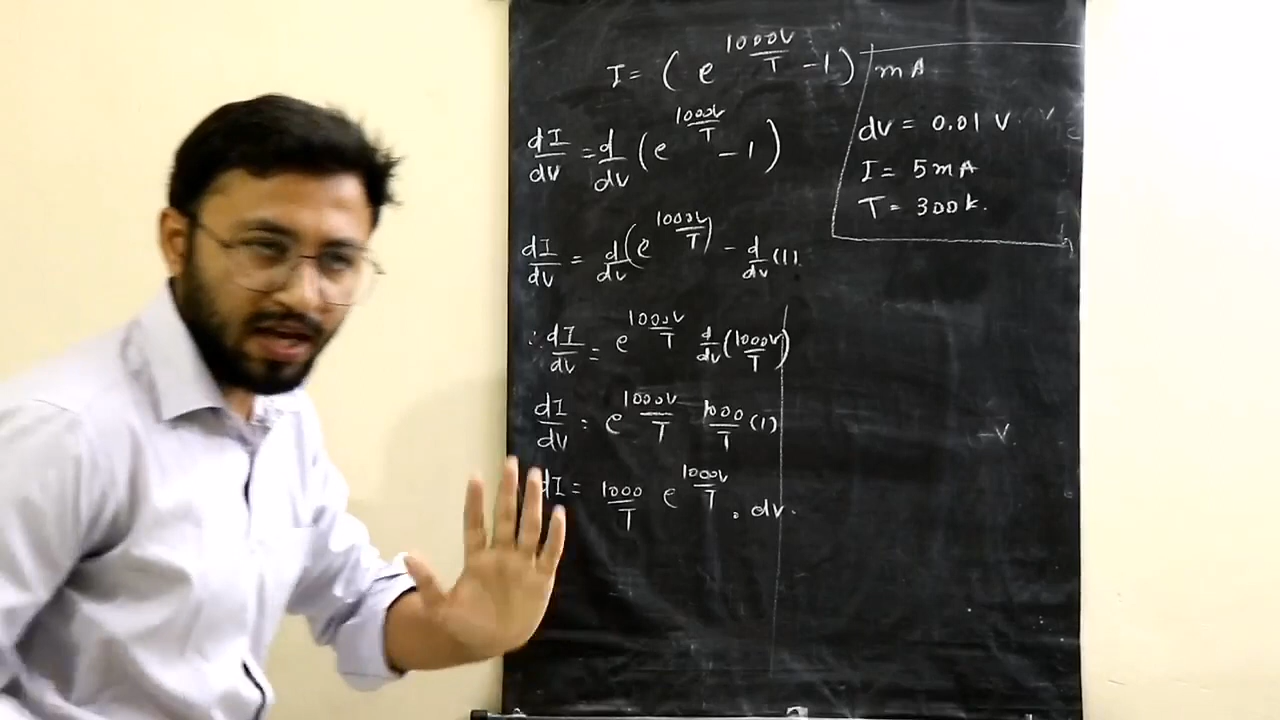 I = ( e^(1000V/T) - 1 ) mA
dI/dV = d/dV ( e^(1000V/T) - 1 )
dV = 0.01 V
I = 5 mA
T = 300k.
dI/dV = d/dV ( e^(1000V/T) ) - d/dV (1)
∴ dI/dV = e^(1000V/T) d/dV ( 1000V/T )
dI/dV = e^(1000V/T) 1000/T (1)
-V
dI = 1000/T e^(1000V/T) . dV.